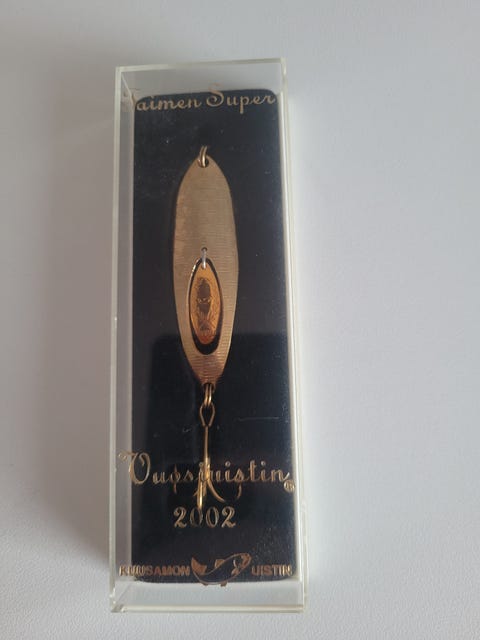 Taimen Super
Vuosiuistin®
2002
KUUSAMON UISTIN